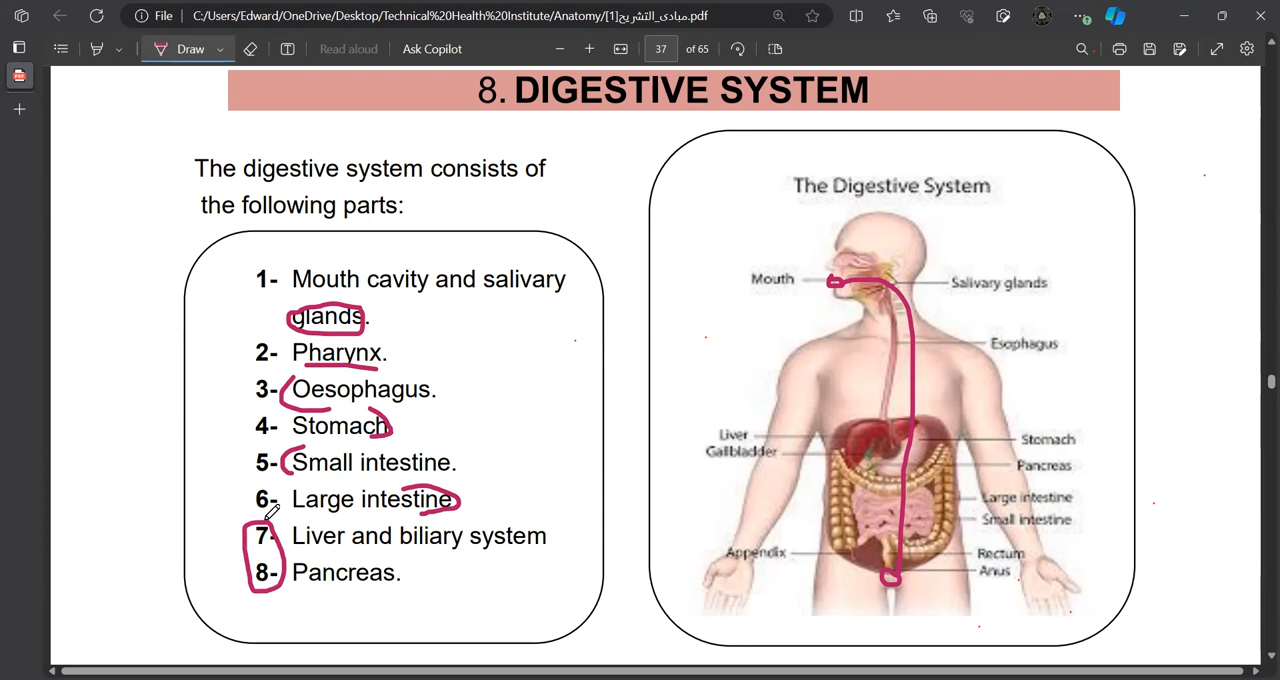 File
C:/Users/Edward/OneDrive/Desktop/Technical%20Health%20Institute/Anatomy/[1]مبادى_التشريح.pdf
Draw
Read aloud
Ask Copilot
37
of 65
8. DIGESTIVE SYSTEM
The digestive system consists of
the following parts:
1- Mouth cavity and salivary
glands.
2- Pharynx.
3- Oesophagus.
4- Stomach
5- Small intestine.
6- Large intestine
7- Liver and biliary system
8- Pancreas.
The Digestive System
Mouth
Salivary glands
Esophagus
Liver
Gallbladder
Stomach
Pancreas
Large intestine
Small intestine
Appendix
Rectum
Anus